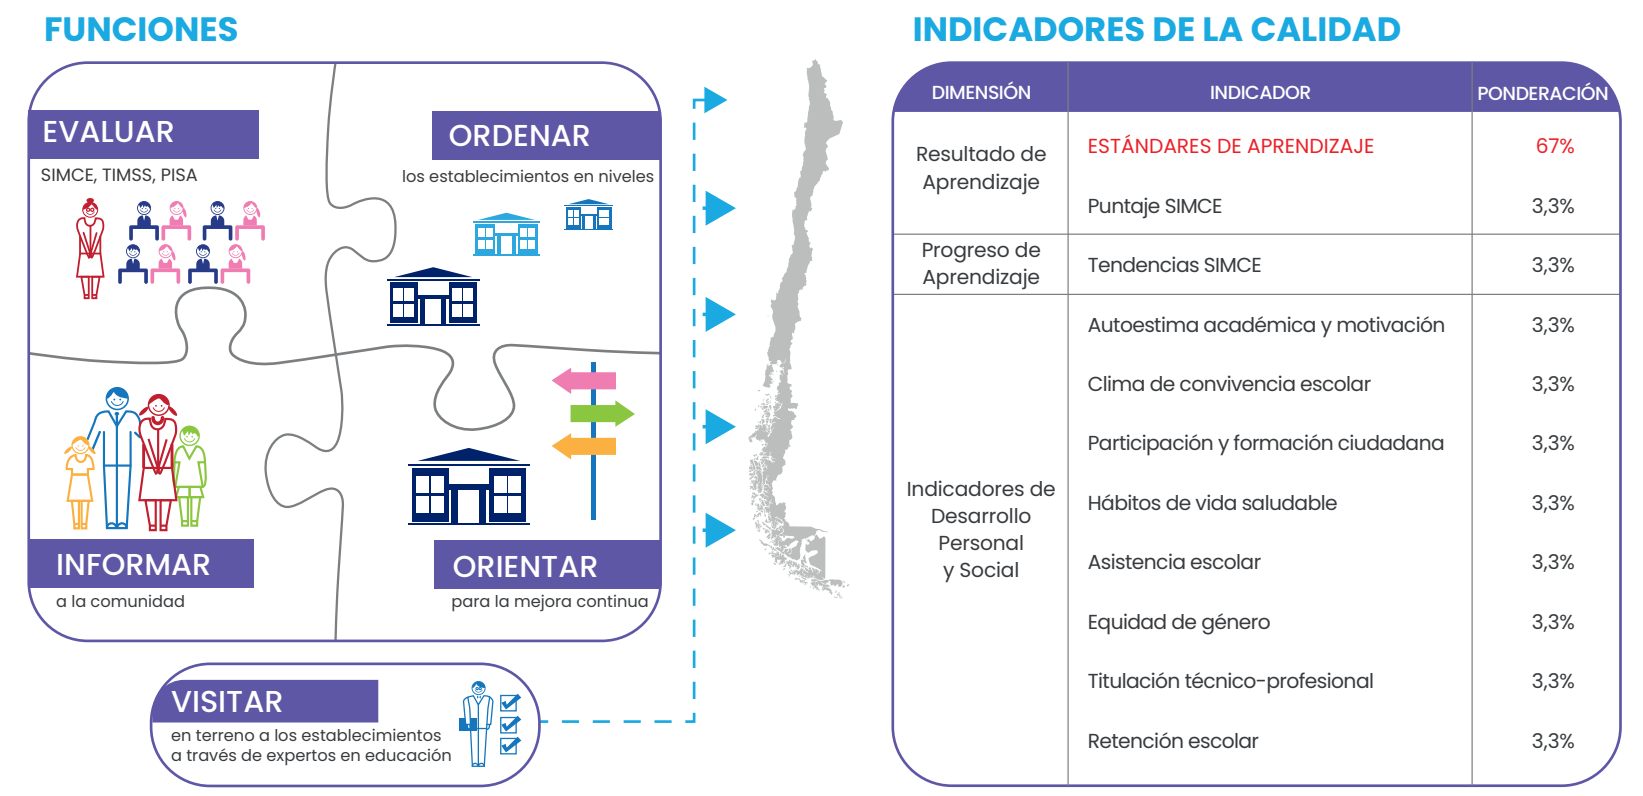 FUNCIONES
EVALUAR
SIMCE, TIMSS, PISA
ORDENAR
los establecimientos en niveles
INFORMAR
a la comunidad
ORIENTAR
para la mejora continua
VISITAR
en terreno a los establecimientos
a través de expertos en educación
INDICADORES DE LA CALIDAD
DIMENSIÓN INDICADOR PONDERACIÓN
Resultado de
Aprendizaje
ESTÁNDARES DE APRENDIZAJE 67%
Puntaje SIMCE 3,3%
Progreso de
Aprendizaje
Tendencias SIMCE 3,3%
Indicadores de
Desarrollo
Personal
y Social
Autoestima académica y motivación 3,3%
Clima de convivencia escolar 3,3%
Participación y formación ciudadana 3,3%
Hábitos de vida saludable 3,3%
Asistencia escolar 3,3%
Equidad de género 3,3%
Titulación técnico-profesional 3,3%
Retención escolar 3,3%